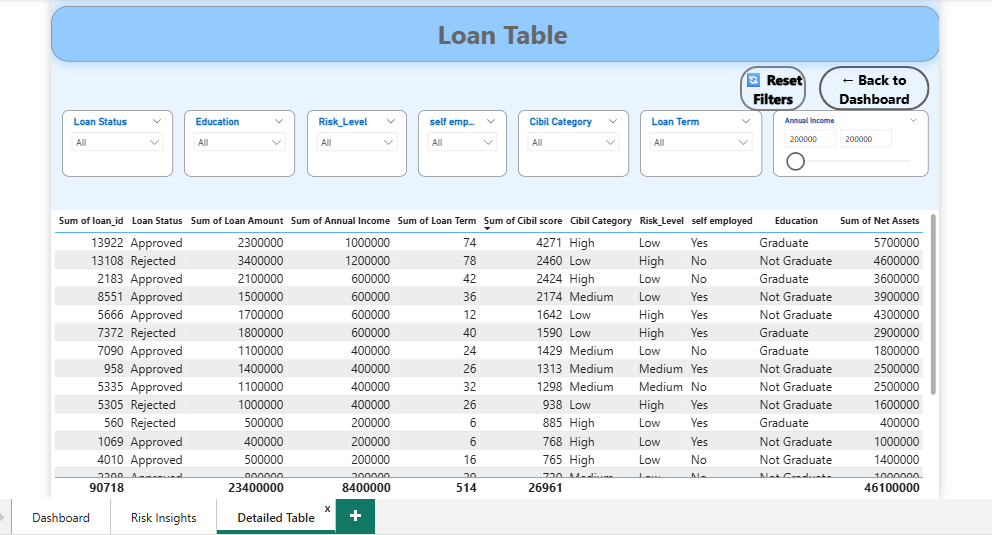 Loan Table
Reset Filters
← Back to Dashboard
Loan Status Education Risk_Level self emp... Cibil Category Loan Term Annual Income
All All All All All All 200000 200000
Sum of loan_id Loan Status Sum of Loan Amount Sum of Annual Income Sum of Loan Term Sum of Cibil score Cibil Category Risk_Level self employed Education Sum of Net Assets
13922 Approved 2300000 1000000 74 4271 High Low Yes Graduate 5700000
13108 Rejected 3400000 1200000 78 2460 Low High No Not Graduate 4600000
2183 Approved 2100000 600000 42 2424 High Low No Graduate 3600000
8551 Approved 1500000 600000 36 2174 Medium Low Yes Not Graduate 3900000
5666 Approved 1700000 600000 12 1642 Low High Yes Not Graduate 4300000
7372 Rejected 1800000 600000 40 1590 Low High Yes Graduate 2900000
7090 Approved 1100000 400000 24 1429 Medium Low No Graduate 1800000
958 Approved 1400000 400000 26 1313 Medium Medium Yes Not Graduate 2500000
5335 Approved 1100000 400000 32 1298 Medium Medium No Not Graduate 2500000
5305 Rejected 1000000 400000 26 938 Low High Yes Not Graduate 1600000
560 Rejected 500000 200000 6 885 High Low Yes Graduate 400000
1069 Approved 400000 200000 6 768 High Low Yes Not Graduate 1000000
4010 Approved 500000 200000 16 765 High Low No Not Graduate 1400000
90718 23400000 8400000 514 26961 46100000
Dashboard Risk Insights Detailed Table x +